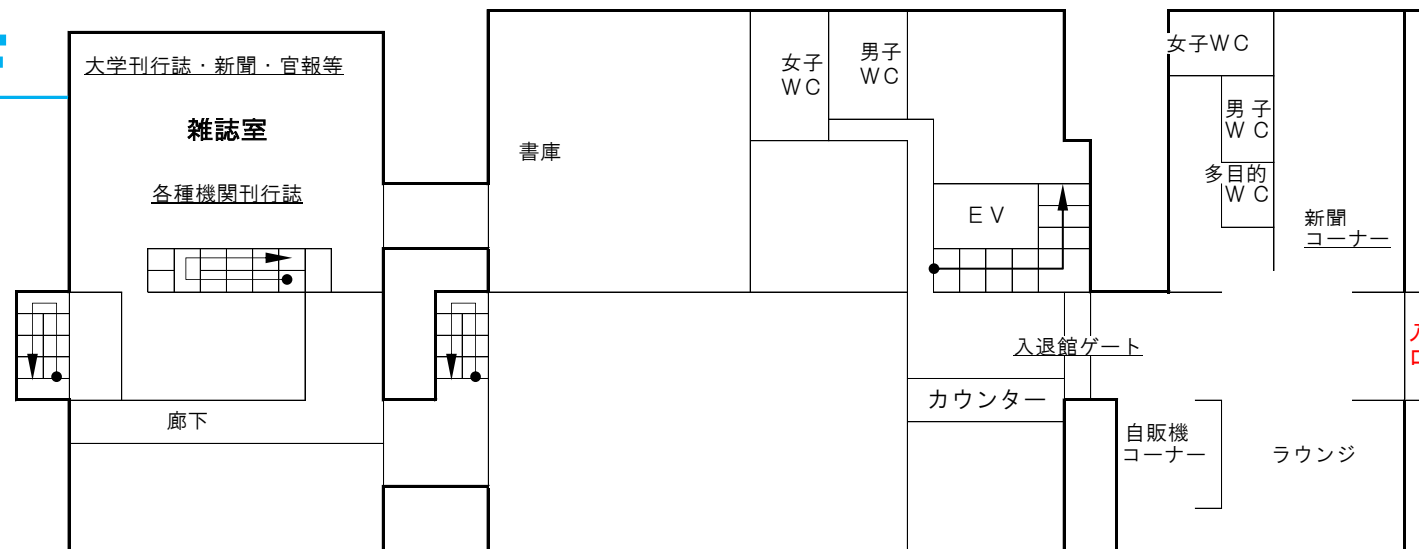 大学刊行誌・新聞・官報等
雑誌室
各種機関刊行誌
廊下
書庫
女子
ＷＣ
男子
ＷＣ
ＥＶ
入退館ゲート
カウンター
女子ＷＣ
男子
ＷＣ
多目的
ＷＣ
新聞
コーナー
自販機
コーナー
ラウンジ